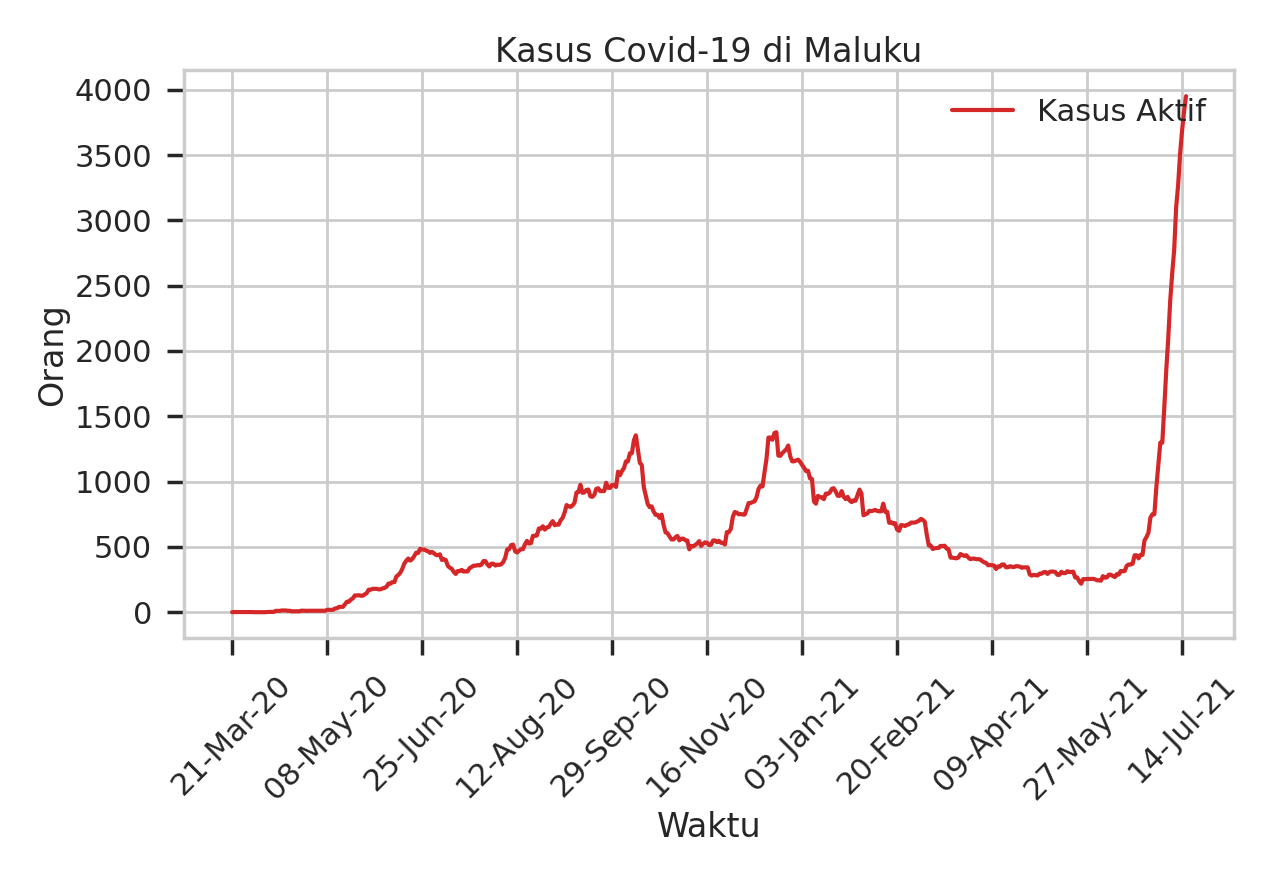 Kasus Covid-19 di Maluku
Kasus Aktif
4000
3500
3000
2500
2000
1500
1000
500
0
Orang
21-Mar-20
08-May-20
25-Jun-20
12-Aug-20
29-Sep-20
16-Nov-20
03-Jan-21
20-Feb-21
09-Apr-21
27-May-21
14-Jul-21
Waktu